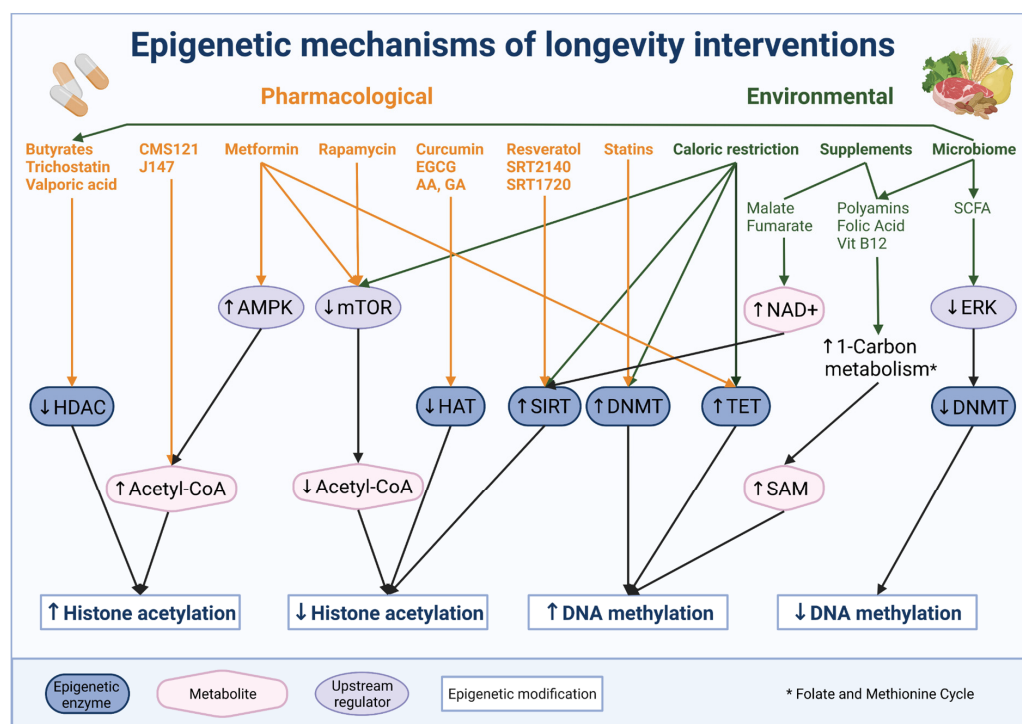 Epigenetic mechanisms of longevity interventions
Pharmacological
Environmental
Butyrates
Trichostatin
Valporic acid
CMS121
J147
Metformin
Rapamycin
Curcumin
EGCG
AA, GA
Resveratol
SRT2140
SRT1720
Statins
Caloric restriction
Supplements
Microbiome
Malate
Fumarate
Polyamins
Folic Acid
Vit B12
SCFA
↑AMPK
↓mTOR
↑NAD+
↓ERK
↑1-Carbon
metabolism*
↓HDAC
↓HAT
↑SIRT
↑DNMT
↑TET
↓DNMT
↑Acetyl-CoA
↓Acetyl-CoA
↑SAM
↑Histone acetylation
↓Histone acetylation
↑DNA methylation
↓DNA methylation
Epigenetic
enzyme
Metabolite
Upstream
regulator
Epigenetic modification
* Folate and Methionine Cycle